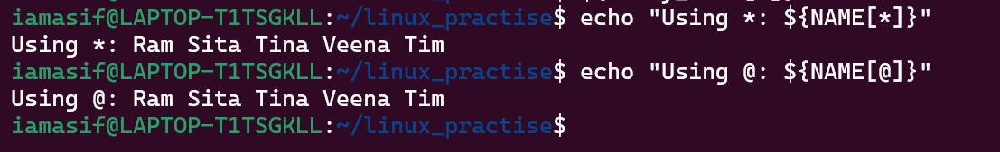 iamasif@LAPTOP-T1TSGKLL:~/linux_practise$ echo "Using *: ${NAME[*]}"
Using *: Ram Sita Tina Veena Tim
iamasif@LAPTOP-T1TSGKLL:~/linux_practise$ echo "Using @: ${NAME[@]}"
Using @: Ram Sita Tina Veena Tim
iamasif@LAPTOP-T1TSGKLL:~/linux_practise$